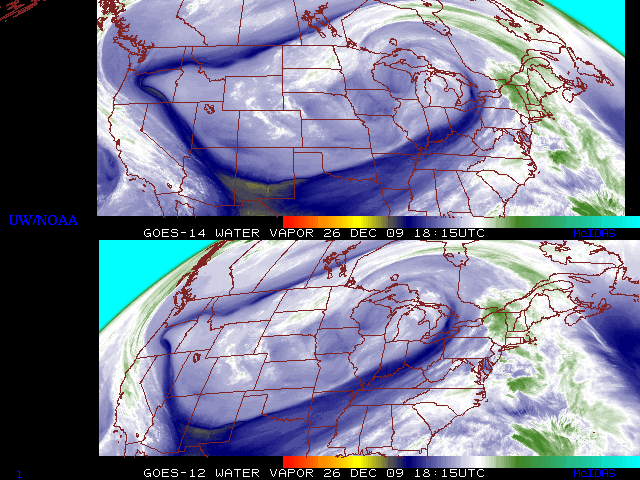 UW/NOAA
GOES-14 WATER VAPOR 26 DEC 09 18:15UTC McIDAS
GOES-12 WATER VAPOR 26 DEC 09 18:15UTC McIDAS
1